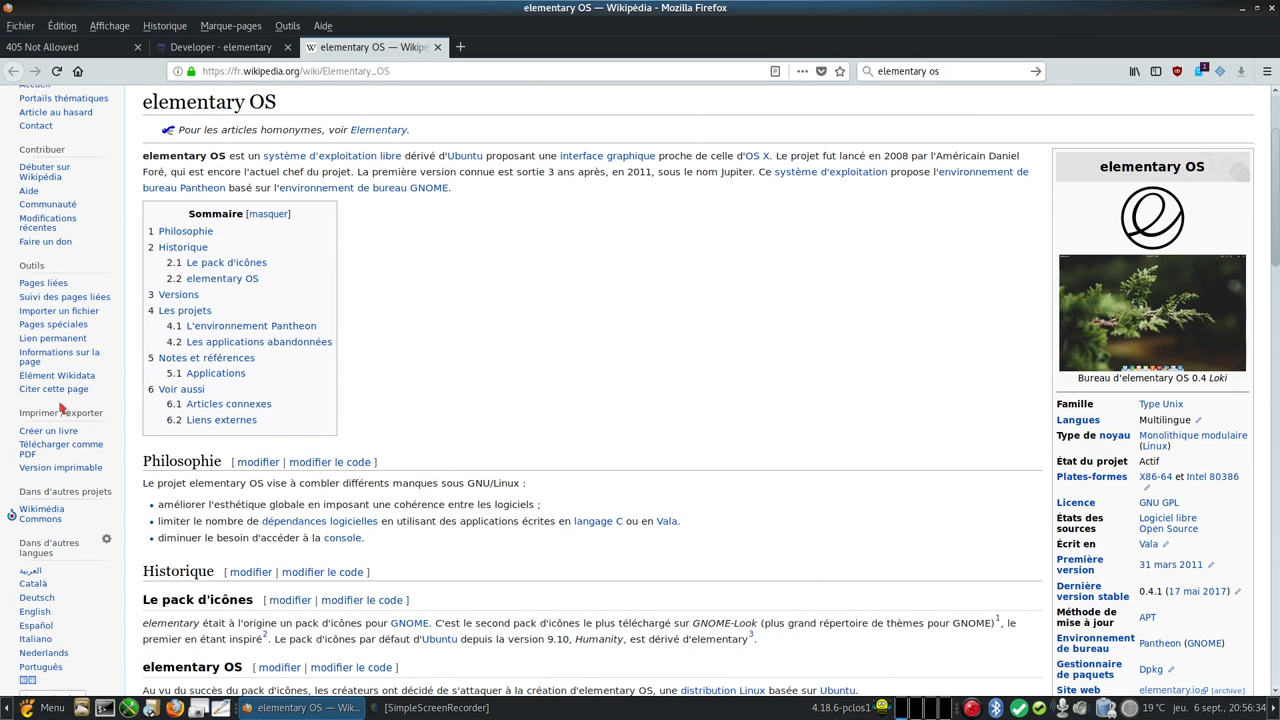 elementary OS — Wikipédia - Mozilla Firefox
Fichier Édition Affichage Historique Marque-pages Outils Aide
405 Not Allowed
Developer · elementary
elementary OS — Wikipé
https://fr.wikipedia.org/wiki/Elementary_OS
elementary os
1
Accueil
Portails thématiques
Article au hasard
Contact
Contribuer
Débuter sur
Wikipédia
Aide
Communauté
Modifications
récentes
Faire un don
Outils
Pages liées
Suivi des pages liées
Importer un fichier
Pages spéciales
Lien permanent
Informations sur la
page
Élément Wikidata
Citer cette page
Imprimer / exporter
Créer un livre
Télécharger comme
PDF
Version imprimable
Dans d'autres projets
Wikimédia
Commons
Dans d'autres
langues
العربية
Català
Deutsch
English
Español
Italiano
Nederlands
Português
elementary OS
Pour les articles homonymes, voir Elementary.
elementary OS est un système d'exploitation libre dérivé d'Ubuntu proposant une interface graphique proche de celle d'OS X. Le projet fut lancé en 2008 par l'Américain Daniel
Foré, qui est encore l'actuel chef du projet. La première version connue est sortie 3 ans après, en 2011, sous le nom Jupiter. Ce système d'exploitation propose l'environnement de
bureau Pantheon basé sur l'environnement de bureau GNOME.
Sommaire [masquer]
1 Philosophie
2 Historique
2.1 Le pack d'icônes
2.2 elementary OS
3 Versions
4 Les projets
4.1 L'environnement Pantheon
4.2 Les applications abandonnées
5 Notes et références
5.1 Applications
6 Voir aussi
6.1 Articles connexes
6.2 Liens externes
Philosophie [ modifier | modifier le code ]
Le projet elementary OS vise à combler différents manques sous GNU/Linux :
• améliorer l'esthétique globale en imposant une cohérence entre les logiciels ;
• limiter le nombre de dépendances logicielles en utilisant des applications écrites en langage C ou en Vala.
• diminuer le besoin d'accéder à la console.
Historique [ modifier | modifier le code ]
Le pack d'icônes [ modifier | modifier le code ]
elementary était à l'origine un pack d'icônes pour GNOME. C'est le second pack d'icônes le plus téléchargé sur GNOME-Look (plus grand répertoire de thèmes pour GNOME)1, le
premier en étant inspiré2. Le pack d'icônes par défaut d'Ubuntu depuis la version 9.10, Humanity, est dérivé d'elementary3.
elementary OS [ modifier | modifier le code ]
Au vu du succès du pack d'icônes, les créateurs ont décidé de s'attaquer à la création d'elementary OS, une distribution Linux basée sur Ubuntu.
elementary OS
Bureau d'elementary OS 0.4 Loki
Famille Type Unix
Langues Multilingue
Type de noyau Monolithique modulaire
(Linux)
État du projet Actif
Plates-formes X86-64 et Intel 80386
Licence GNU GPL
États des Logiciel libre
sources Open Source
Écrit en Vala
Première
version 31 mars 2011
Dernière
version stable 0.4.1 (17 mai 2017)
Méthode de
mise à jour APT
Environnement
de bureau Pantheon (GNOME)
Gestionnaire
de paquets Dpkg
Site web elementary.io [archive]
Menu
elementary OS — Wik...
[SimpleScreenRecorder]
4.18.6-pclos1
19 °C
jeu. 6 sept., 20:56:34